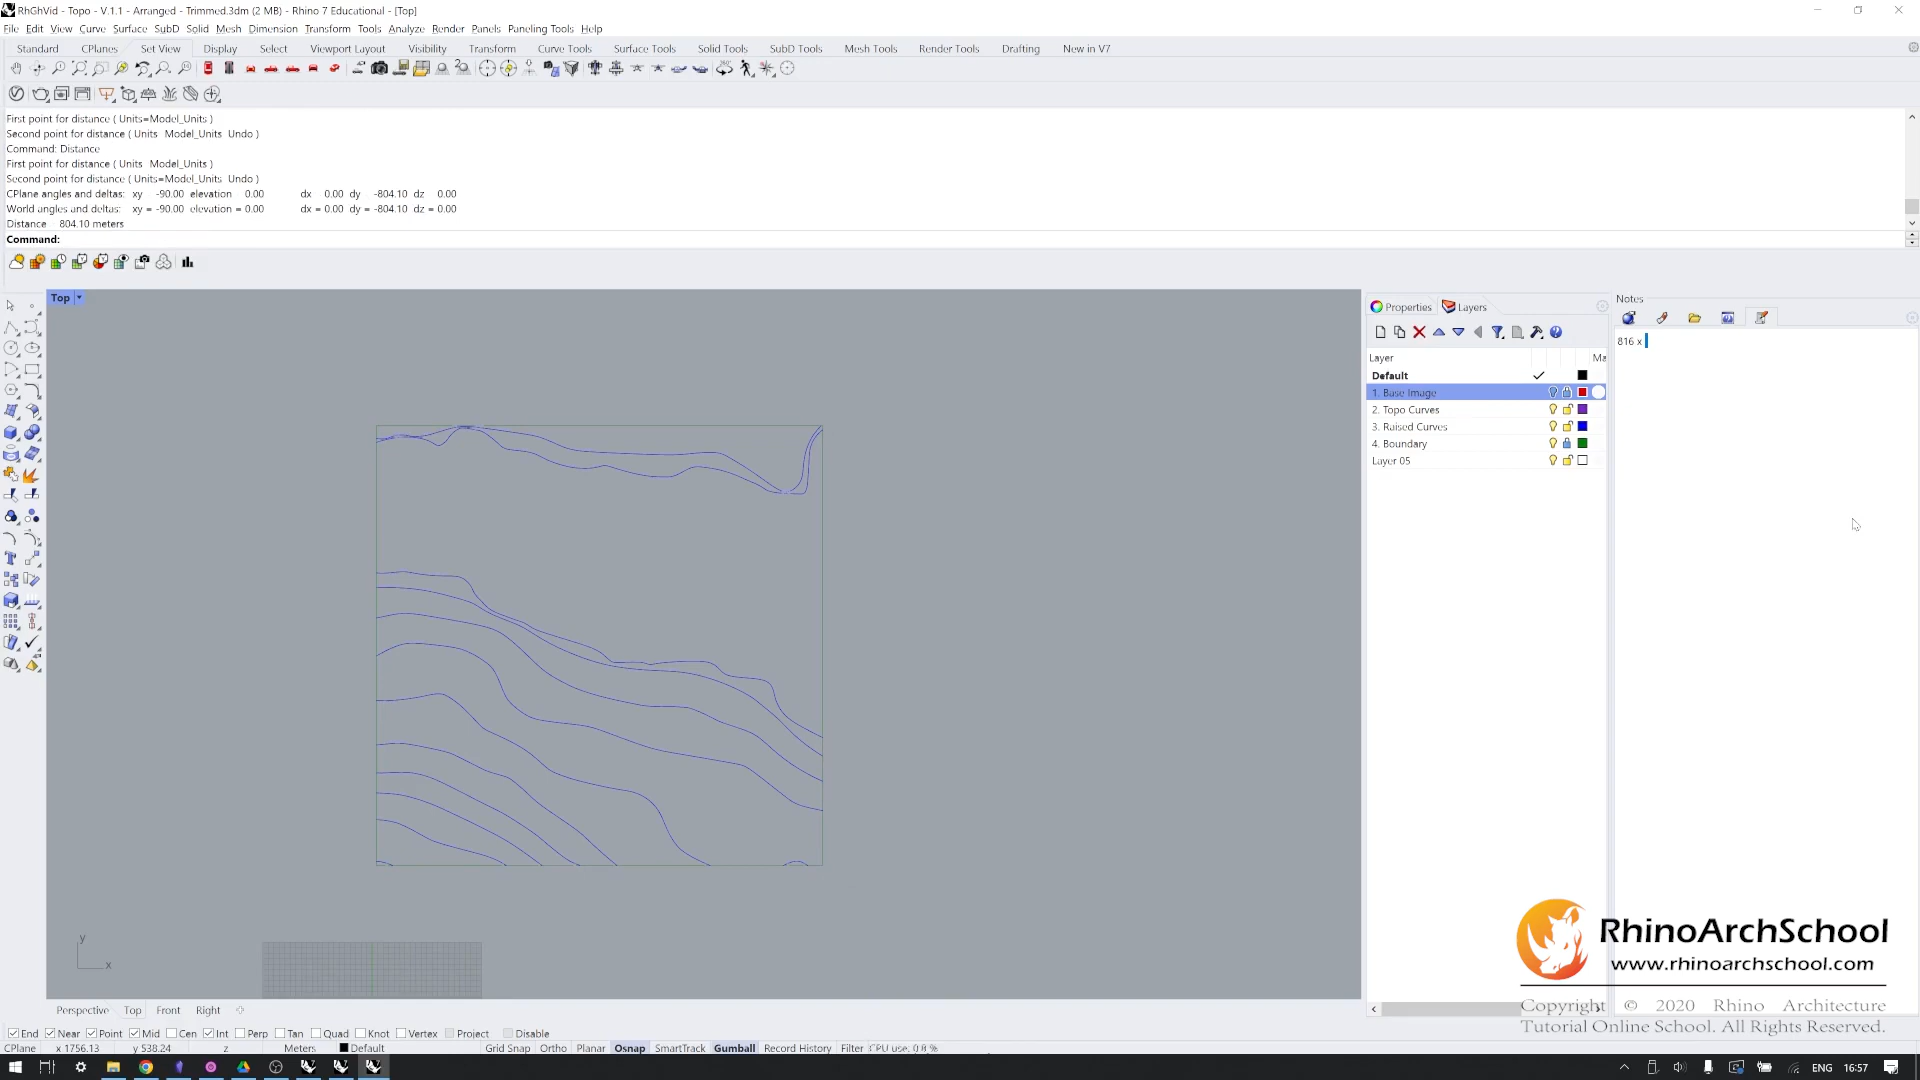 RhGhVid - Topo - V.1.1 - Arranged - Trimmed.3dm (2 MB) - Rhino 7 Educational - [Top]
File Edit View Curve Surface SubD Solid Mesh Dimension Transform Tools Analyze Render Panels Paneling Tools Help
Standard CPlanes Set View Display Select Viewport Layout Visibility Transform Curve Tools Surface Tools Solid Tools SubD Tools Mesh Tools Render Tools Drafting New in V7
First point for distance ( Units=Model_Units )
Second point for distance ( Units Model_Units Undo )
Command: Distance
First point for distance ( Units Model_Units )
Second point for distance ( Units=Model_Units Undo )
CPlane angles and deltas: xy -90.00 elevation 0.00 dx 0.00 dy -804.10 dz 0.00
World angles and deltas: xy = -90.00 elevation = 0.00 dx = 0.00 dy = -804.10 dz = 0.00
Distance 804.10 meters
Command:
Top
Properties Layers
Notes
816 x
Layer Ma
Default
1. Base Image
2. Topo Curves
3. Raised Curves
4. Boundary
Layer 05
y
x
RhinoArchSchool
www.rhinoarchschool.com
Copyright © 2020 Rhino Architecture
Tutorial Online School. All Rights Reserved.
Perspective Top Front Right
End Near Point Mid Cen Int Perp Tan Quad Knot Vertex Project Disable
CPlane x 1756.13 y 538.24 z Meters Default Grid Snap Ortho Planar Osnap SmartTrack Gumball Record History Filter CPU use: 0.8 %
ENG 16:57